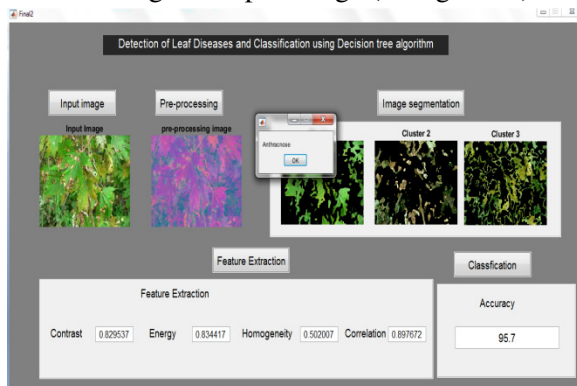 Final2
Detection of Leaf Diseases and Classification using Decision tree algorithm
Input image
Pre-processing
Image segmentation
Input Image
pre-processing image
Cluster 2
Cluster 3
Anthracnose
OK
Feature Extraction
Classfication
Feature Extraction
Contrast 0.829537 Energy 0.834417 Homogeneity 0.502007 Correlation 0.897672
Accuracy
95.7